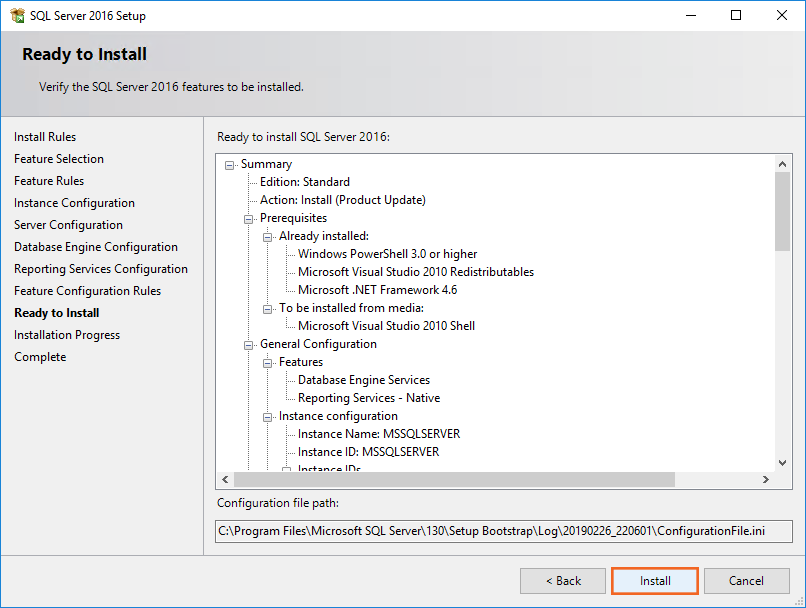 SQL Server 2016 Setup
Ready to Install
Verify the SQL Server 2016 features to be installed.
Install Rules
Feature Selection
Feature Rules
Instance Configuration
Server Configuration
Database Engine Configuration
Reporting Services Configuration
Feature Configuration Rules
Ready to Install
Installation Progress
Complete
Ready to install SQL Server 2016:
Summary
Edition: Standard
Action: Install (Product Update)
Prerequisites
Already installed:
Windows PowerShell 3.0 or higher
Microsoft Visual Studio 2010 Redistributables
Microsoft .NET Framework 4.6
To be installed from media:
Microsoft Visual Studio 2010 Shell
General Configuration
Features
Database Engine Services
Reporting Services - Native
Instance configuration
Instance Name: MSSQLSERVER
Instance ID: MSSQLSERVER
Instance IDs
Configuration file path:
C:\Program Files\Microsoft SQL Server\130\Setup Bootstrap\Log\20190226_220601\ConfigurationFile.ini
< Back
Install
Cancel